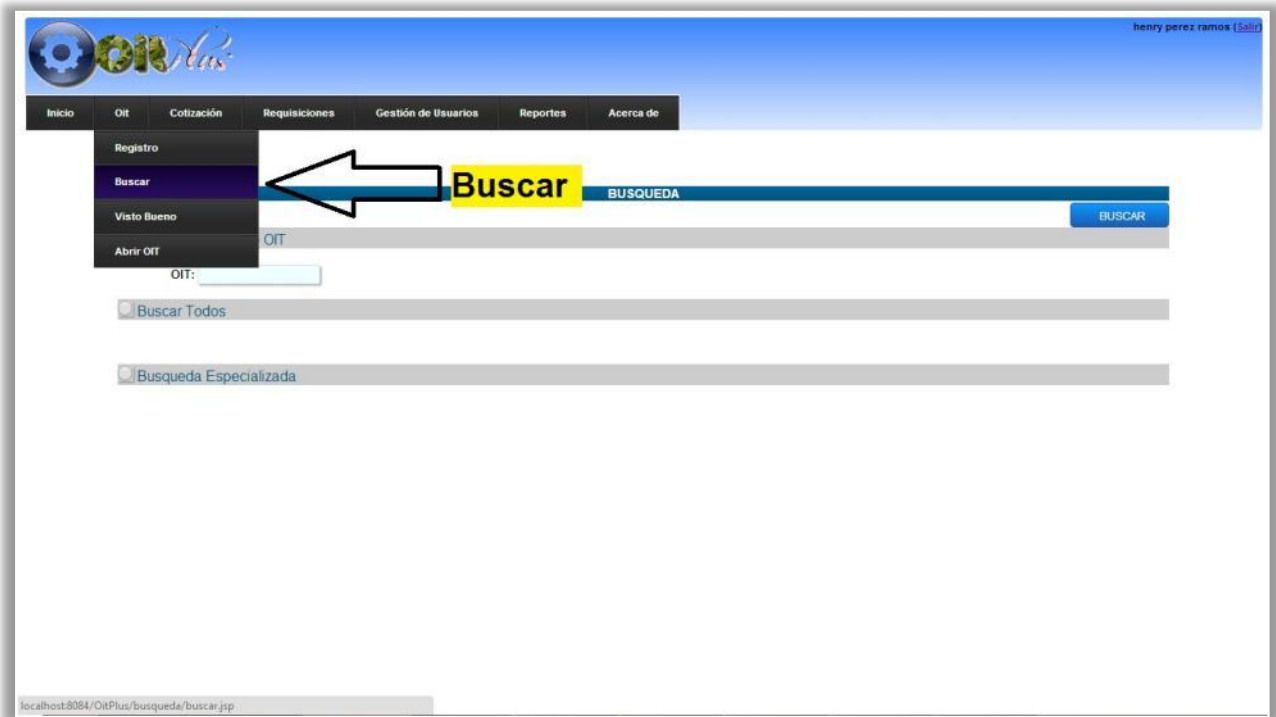 henry perez ramos (Salir)
OIT Plus
Inicio Oit Cotización Requisiciones Gestión de Usuarios Reportes Acerca de
Registro
Buscar
Visto Bueno
Abrir OIT
Buscar
BUSQUEDA
BUSCAR
OIT
OIT:
Buscar Todos
Busqueda Especializada
localhost:8084/OitPlus/busqueda/buscar.jsp